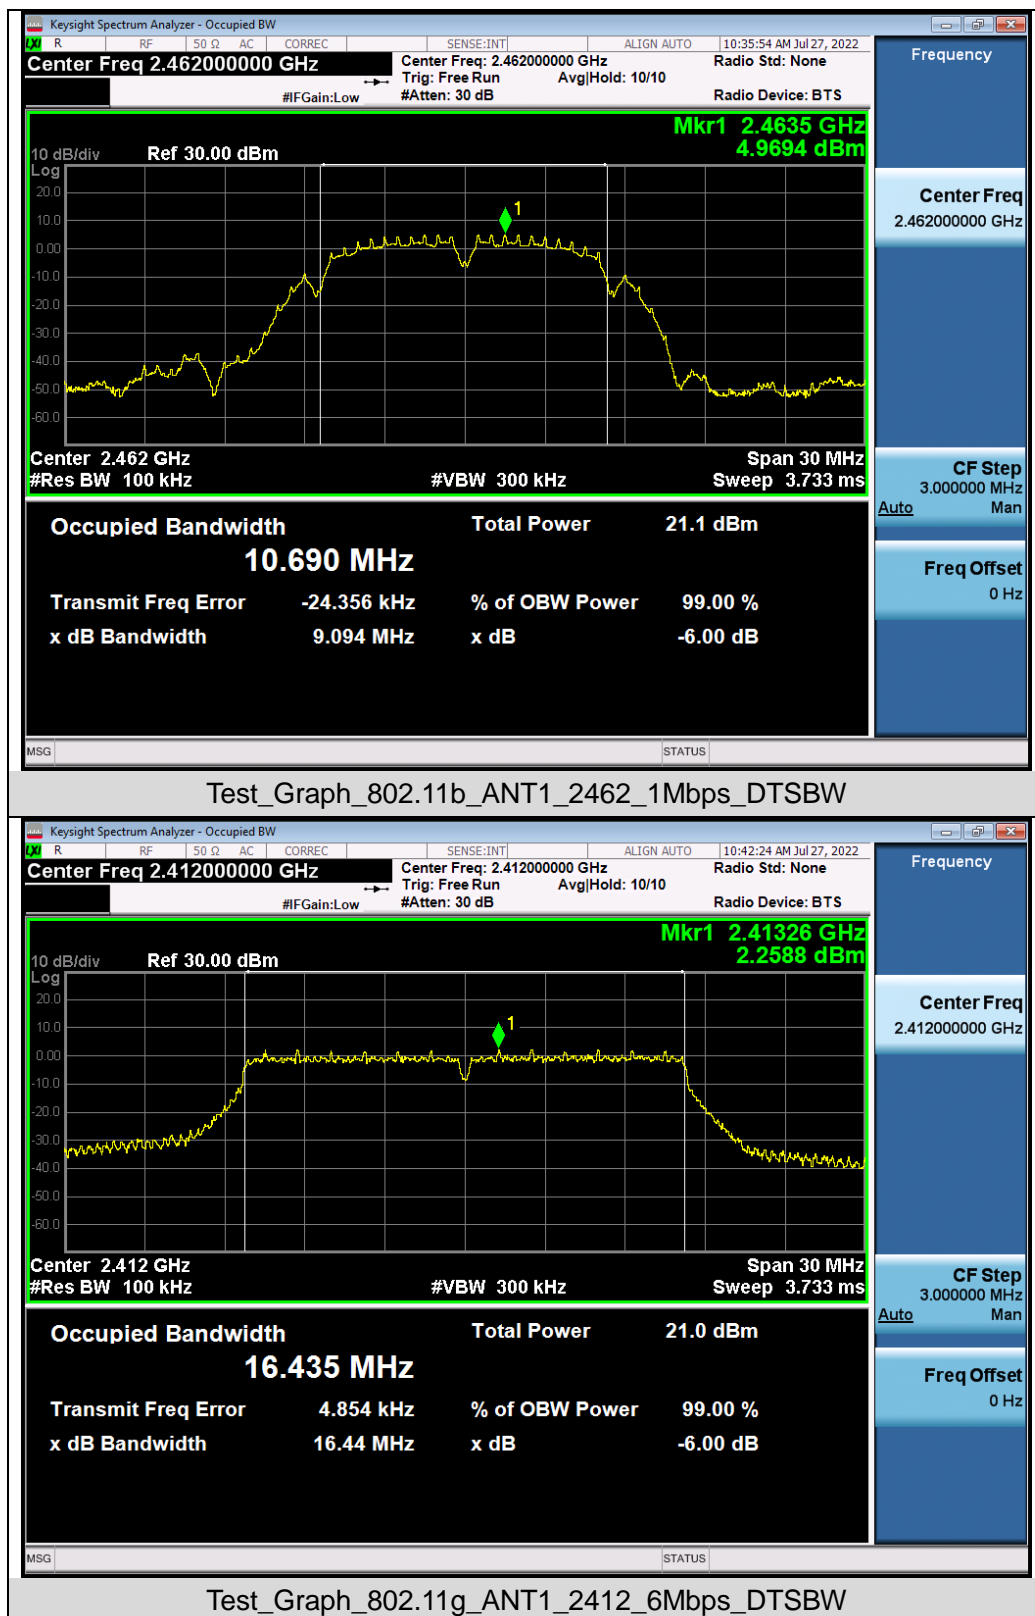 Keysight Spectrum Analyzer - Occupied BW
LXI R RF 50 Ω AC CORREC SENSE:INT ALIGN AUTO 10:35:54 AM Jul 27, 2022
Center Freq 2.462000000 GHz
Center Freq: 2.462000000 GHz
Radio Std: None
Trig: Free Run
Avg|Hold: 10/10
#IFGain:Low
#Atten: 30 dB
Radio Device: BTS
Frequency
Mkr1 2.4635 GHz
4.9694 dBm
10 dB/div
Ref 30.00 dBm
Log
20.0
10.0
0.00
-10.0
-20.0
-30.0
-40.0
-50.0
-60.0
1
Center Freq
2.462000000 GHz
Center 2.462 GHz
Span 30 MHz
#Res BW 100 kHz
#VBW 300 kHz
Sweep 3.733 ms
CF Step
3.000000 MHz
Auto Man
Occupied Bandwidth
10.690 MHz
Total Power 21.1 dBm
Freq Offset
0 Hz
Transmit Freq Error -24.356 kHz % of OBW Power 99.00 %
x dB Bandwidth 9.094 MHz x dB -6.00 dB
MSG STATUS
Test_Graph_802.11b_ANT1_2462_1Mbps_DTSBW
Keysight Spectrum Analyzer - Occupied BW
LXI R RF 50 Ω AC CORREC SENSE:INT ALIGN AUTO 10:42:24 AM Jul 27, 2022
Center Freq 2.412000000 GHz
Center Freq: 2.412000000 GHz
Radio Std: None
Trig: Free Run
Avg|Hold: 10/10
#IFGain:Low
#Atten: 30 dB
Radio Device: BTS
Frequency
Mkr1 2.41326 GHz
2.2588 dBm
10 dB/div
Ref 30.00 dBm
Log
20.0
10.0
0.00
-10.0
-20.0
-30.0
-40.0
-50.0
-60.0
1
Center Freq
2.412000000 GHz
Center 2.412 GHz
Span 30 MHz
#Res BW 100 kHz
#VBW 300 kHz
Sweep 3.733 ms
CF Step
3.000000 MHz
Auto Man
Occupied Bandwidth
16.435 MHz
Total Power 21.0 dBm
Freq Offset
0 Hz
Transmit Freq Error 4.854 kHz % of OBW Power 99.00 %
x dB Bandwidth 16.44 MHz x dB -6.00 dB
MSG STATUS
Test_Graph_802.11g_ANT1_2412_6Mbps_DTSBW